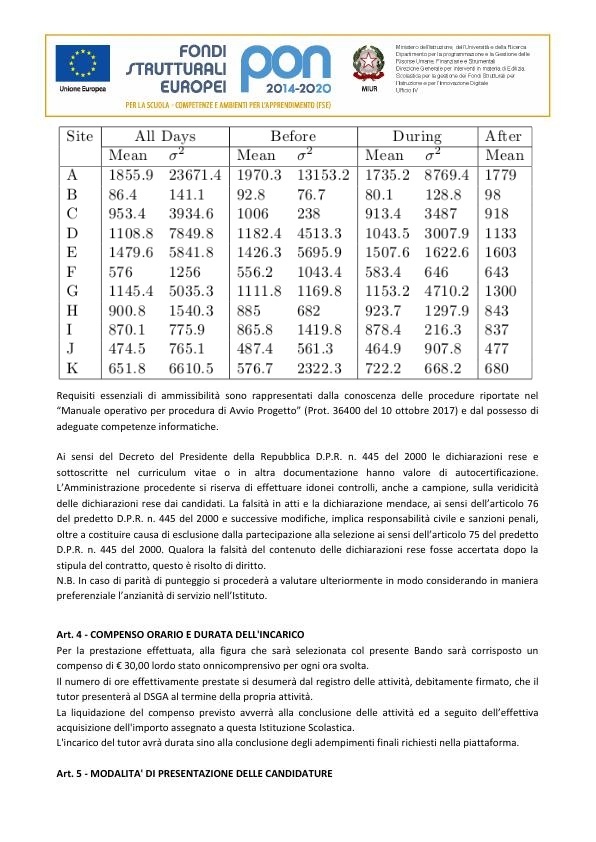 Unione Europea
FONDI
STRUTTURALI
EUROPEI
pon
2014-2020
PER LA SCUOLA - COMPETENZE E AMBIENTI PER L'APPRENDIMENTO (FSE)
MIUR
Ministero dell'Istruzione, dell'Università e della Ricerca
Dipartimento per la programmazione e la Gestione delle
Risorse Umane, Finanziarie e Strumentali
Direzione Generale per interventi in materia di Edilizia
Scolastica per la gestione dei Fondi Strutturali per
l'Istruzione e per l'Innovazione Digitale
Ufficio IV
Site All Days Before During After
Mean σ² Mean σ² Mean σ² Mean
A 1855.9 23671.4 1970.3 13153.2 1735.2 8769.4 1779
B 86.4 141.1 92.8 76.7 80.1 128.8 98
C 953.4 3934.6 1006 238 913.4 3487 918
D 1108.8 7849.8 1182.4 4513.3 1043.5 3007.9 1133
E 1479.6 5841.8 1426.3 5695.9 1507.6 1622.6 1603
F 576 1256 556.2 1043.4 583.4 646 643
G 1145.4 5035.3 1111.8 1169.8 1153.2 4710.2 1300
H 900.8 1540.3 885 682 923.7 1297.9 843
I 870.1 775.9 865.8 1419.8 878.4 216.3 837
J 474.5 765.1 487.4 561.3 464.9 907.8 477
K 651.8 6610.5 576.7 2322.3 722.2 668.2 680
Requisiti essenziali di ammissibilità sono rappresentati dalla conoscenza delle procedure riportate nel
“Manuale operativo per procedura di Avvio Progetto” (Prot. 36400 del 10 ottobre 2017) e dal possesso di
adeguate competenze informatiche.
Ai sensi del Decreto del Presidente della Repubblica D.P.R. n. 445 del 2000 le dichiarazioni rese e
sottoscritte nel curriculum vitae o in altra documentazione hanno valore di autocertificazione.
L’Amministrazione procedente si riserva di effettuare idonei controlli, anche a campione, sulla veridicità
delle dichiarazioni rese dai candidati. La falsità in atti e la dichiarazione mendace, ai sensi dell’articolo 76
del predetto D.P.R. n. 445 del 2000 e successive modifiche, implica responsabilità civile e sanzioni penali,
oltre a costituire causa di esclusione dalla partecipazione alla selezione ai sensi dell’articolo 75 del predetto
D.P.R. n. 445 del 2000. Qualora la falsità del contenuto delle dichiarazioni rese fosse accertata dopo la
stipula del contratto, questo è risolto di diritto.
N.B. In caso di parità di punteggio si procederà a valutare ulteriormente in modo considerando in maniera
preferenziale l’anzianità di servizio nell’Istituto.
Art. 4 - COMPENSO ORARIO E DURATA DELL'INCARICO
Per la prestazione effettuata, alla figura che sarà selezionata col presente Bando sarà corrisposto un
compenso di € 30,00 lordo stato onnicomprensivo per ogni ora svolta.
Il numero di ore effettivamente prestate si desumerà dal registro delle attività, debitamente firmato, che il
tutor presenterà al DSGA al termine della propria attività.
La liquidazione del compenso previsto avverrà alla conclusione delle attività ed a seguito dell’effettiva
acquisizione dell'importo assegnato a questa Istituzione Scolastica.
L'incarico del tutor avrà durata sino alla conclusione degli adempimenti finali richiesti nella piattaforma.
Art. 5 - MODALITA' DI PRESENTAZIONE DELLE CANDIDATURE